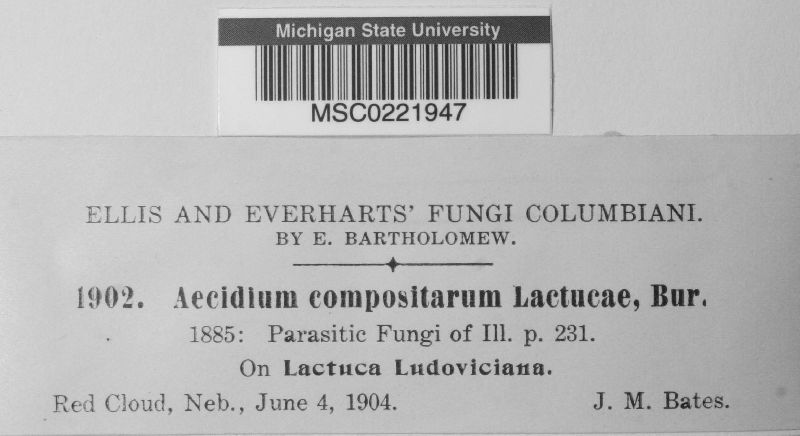 Michigan State University
MSC0221947
ELLIS AND EVERHARTS' FUNGI COLUMBIANI.
BY E. BARTHOLOMEW.
1902. Aecidium compositarum Lactucae, Bur.
1885: Parasitic Fungi of Ill. p. 231.
On Lactuca Ludoviciana.
Red Cloud, Neb., June 4, 1904. J. M. Bates.